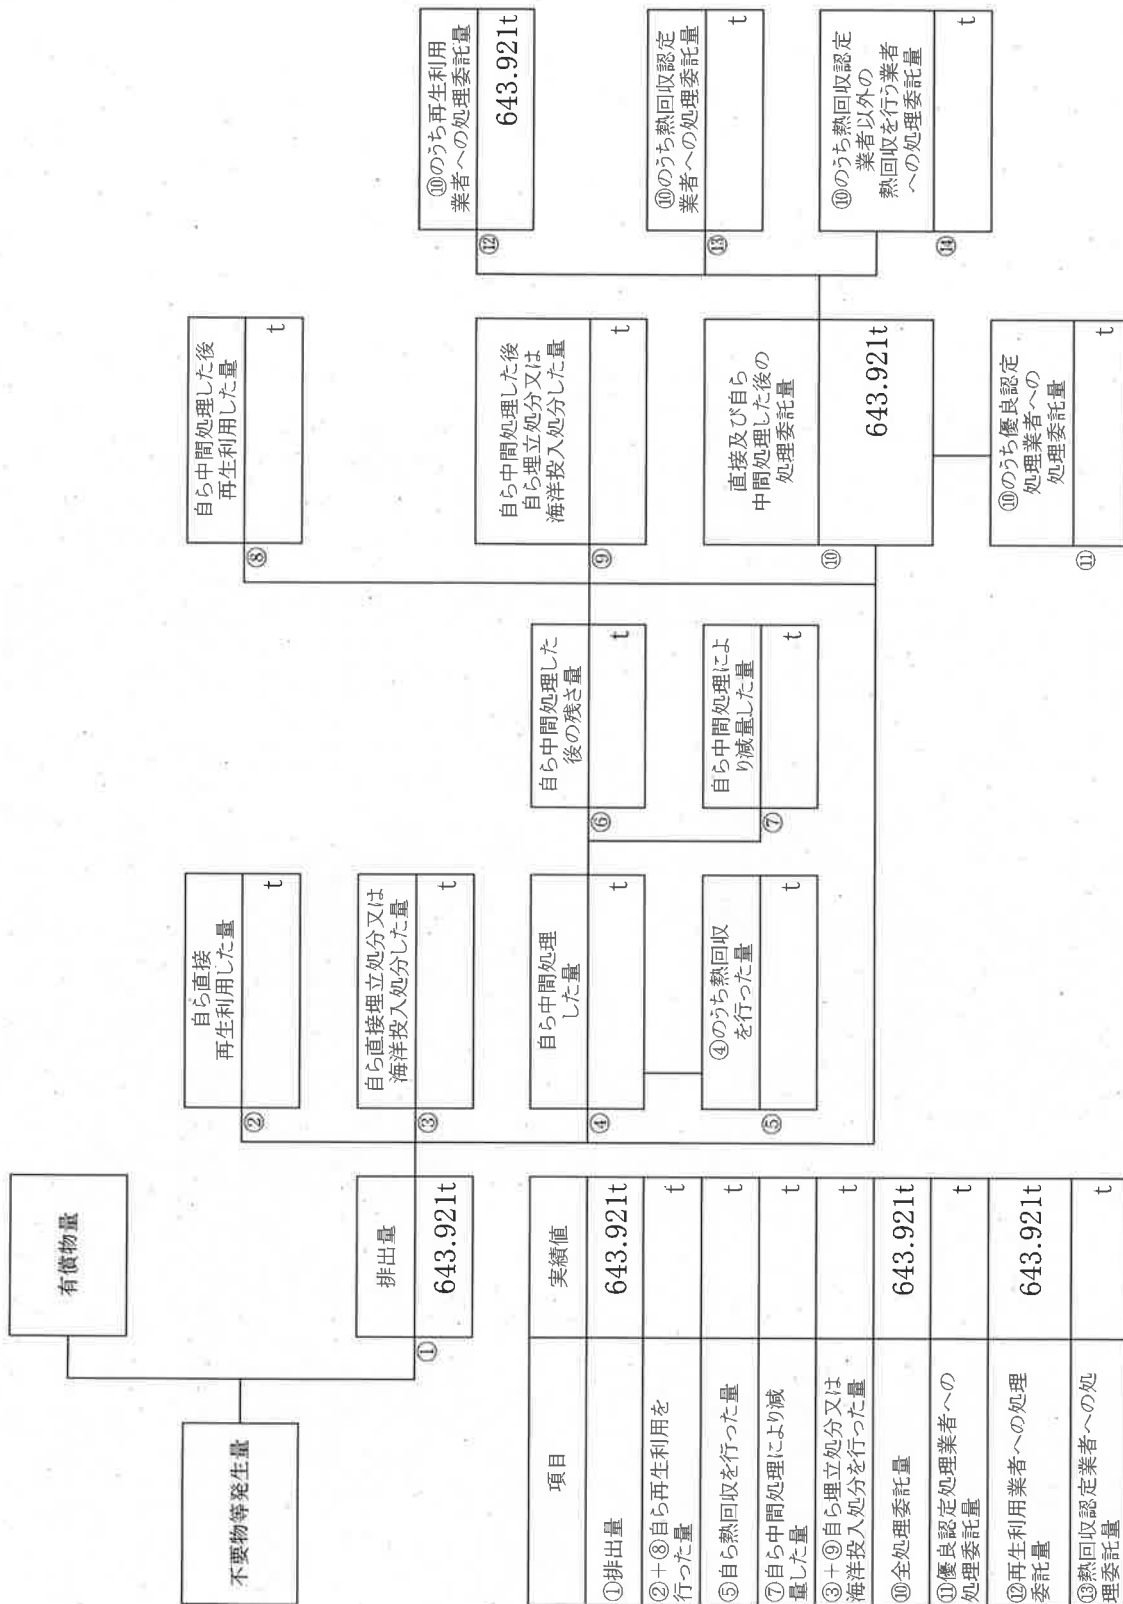 不要物等発生量
有償物量
排出量
①
643.921t
自ら直接
再生利用した量
②
t
自ら直接埋立処分又は
海洋投入処分した量
③
t
自ら中間処理
した量
④
t
④のうち熱回収
を行った量
⑤
t
自ら中間処理した
後の残さ量
⑥
t
自ら中間処理によ
り減量した量
⑦
t
自ら中間処理した後
再生利用した量
⑧
t
自ら中間処理した後
自ら埋立処分又は
海洋投入処分した量
⑨
t
直接及び自ら
中間処理した後の
処理委託量
⑩
643.921t
⑩のうち優良認定
処理業者への
処理委託量
⑪
t
⑩のうち再生利用
業者への処理委託量
⑫
643.921t
⑩のうち熱回収認定
業者への処理委託量
⑬
t
⑩のうち熱回収認定
業者以外の
熱回収を行う業者
への処理委託量
⑭
t
項目 実績値
①排出量 643.921t
②+⑧自ら再生利用を
行った量 t
⑤自ら熱回収を行った量 t
⑦自ら中間処理により減
量した量 t
③+⑨自ら埋立処分又は
海洋投入処分を行った量 t
⑩全処理委託量 643.921t
⑪優良認定処理業者への
処理委託量 t
⑫再生利用業者への処理
委託量 643.921t
⑬熱回収認定業者への処
理委託量 t